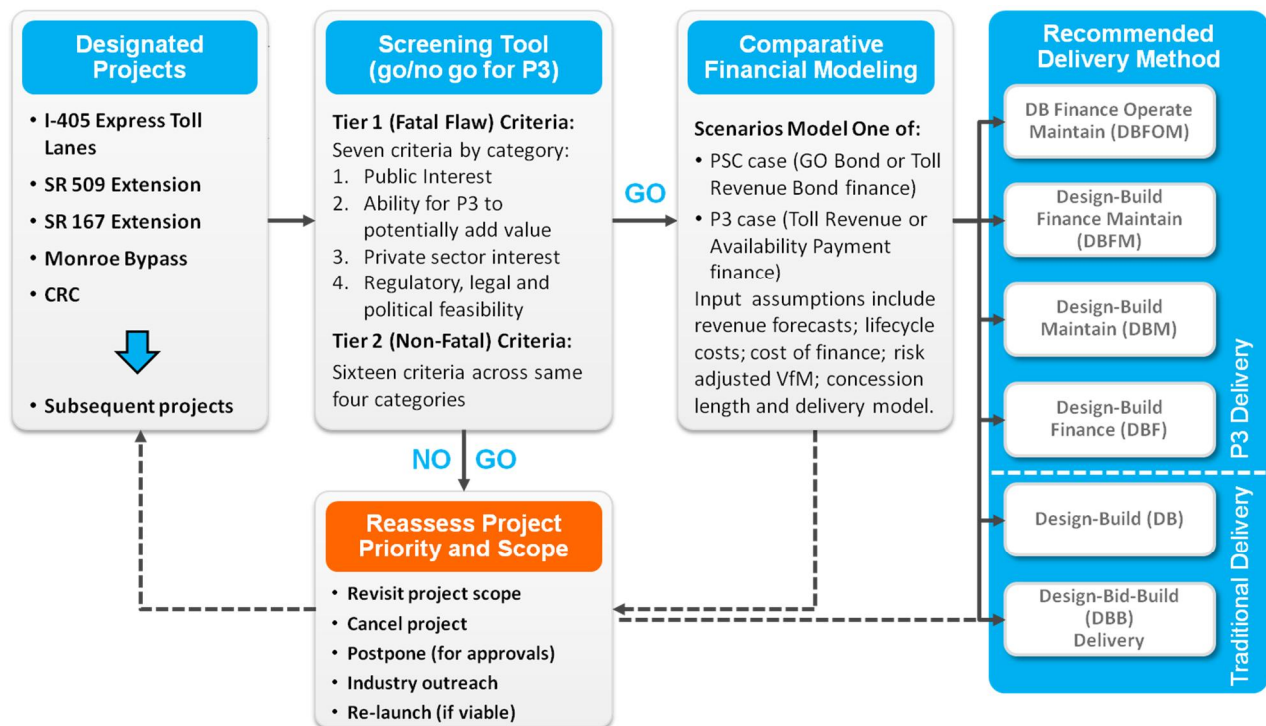 Designated
Projects
• I-405 Express Toll
Lanes
• SR 509 Extension
• SR 167 Extension
• Monroe Bypass
• CRC
• Subsequent projects
Screening Tool
(go/no go for P3)
Tier 1 (Fatal Flaw) Criteria:
Seven criteria by category:
1. Public Interest
2. Ability for P3 to
potentially add value
3. Private sector interest
4. Regulatory, legal and
political feasibility
Tier 2 (Non-Fatal) Criteria:
Sixteen criteria across same
four categories
GO
NO GO
Comparative
Financial Modeling
Scenarios Model One of:
• PSC case (GO Bond or Toll
Revenue Bond finance)
• P3 case (Toll Revenue or
Availability Payment
finance)
Input assumptions include
revenue forecasts; lifecycle
costs; cost of finance; risk
adjusted VfM; concession
length and delivery model.
Reassess Project
Priority and Scope
• Revisit project scope
• Cancel project
• Postpone (for approvals)
• Industry outreach
• Re-launch (if viable)
Recommended
Delivery Method
DB Finance Operate
Maintain (DBFOM)
Design-Build
Finance Maintain
(DBFM)
Design-Build
Maintain (DBM)
Design-Build
Finance (DBF)
P3 Delivery
Design-Build (DB)
Design-Bid-Build
(DBB)
Delivery
Traditional Delivery